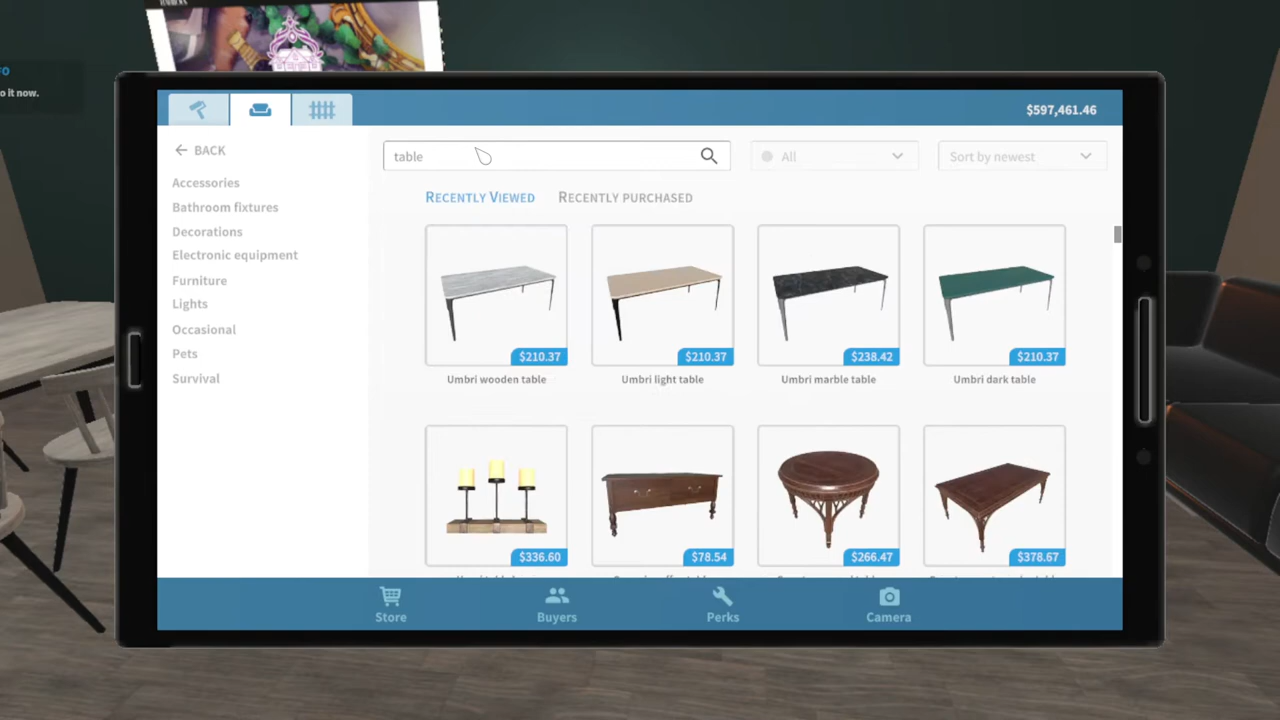 o it now.
$597,461.46
BACK
table
All
Sort by newest
Accessories
Bathroom fixtures
Decorations
Electronic equipment
Furniture
Lights
Occasional
Pets
Survival
RECENTLY VIEWED
RECENTLY PURCHASED
$210.37
$210.37
$238.42
$210.37
Umbri wooden table
Umbri light table
Umbri marble table
Umbri dark table
$336.60
$78.54
$266.47
$378.67
Store
Buyers
Perks
Camera